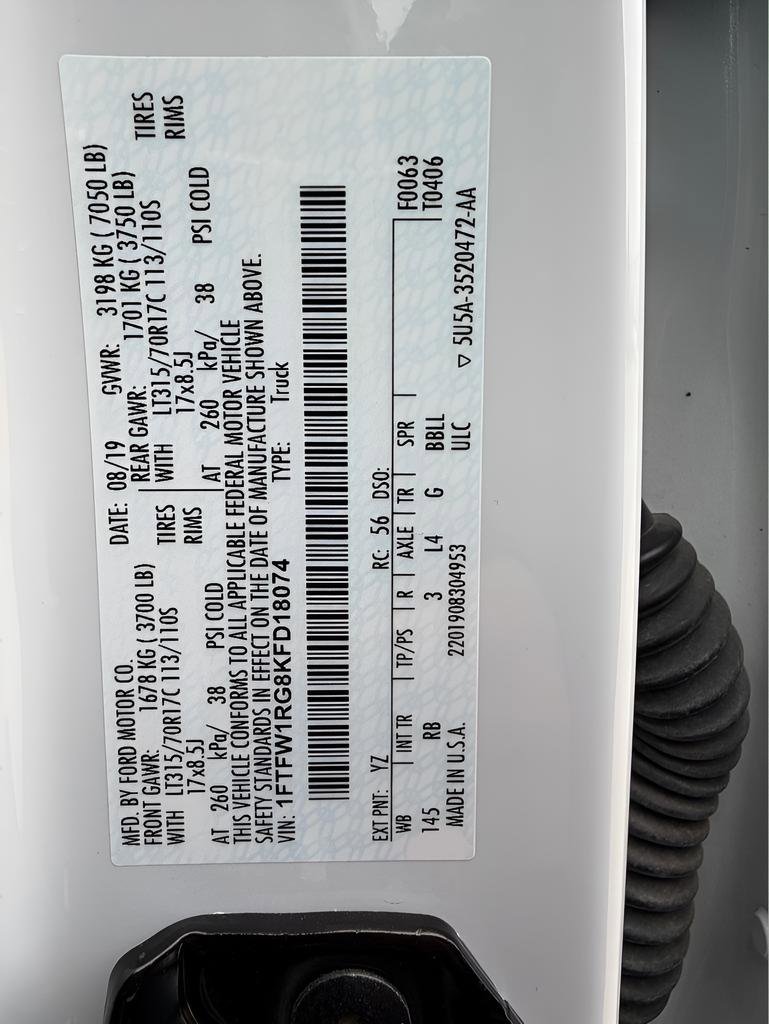 MFD. BY FORD MOTOR CO.
DATE: 08/19 GVWR: 3198 KG ( 7050 LB)
FRONT GAWR: 1678 KG ( 3700 LB)
REAR GAWR: 1701 KG ( 3750 LB)
WITH LT315/70R17C 113/110S TIRES
WITH LT315/70R17C 113/110S TIRES
17x8.5J RIMS
17x8.5J RIMS
AT 260 kPa/ 38 PSI COLD
AT 260 kPa/ 38 PSI COLD
THIS VEHICLE CONFORMS TO ALL APPLICABLE FEDERAL MOTOR VEHICLE
SAFETY STANDARDS IN EFFECT ON THE DATE OF MANUFACTURE SHOWN ABOVE.
VIN: 1FTFW1RG8KFD18074 TYPE: Truck
EXT PNT: YZ RC: 56 DSO:
WB | INT TR | TP/PS | R | AXLE | TR | SPR | F0063
145 RB 3 L4 G BBLL T0406
MADE IN U.S.A. 2201908304953 ULC ▽ 5U5A-3520472-AA